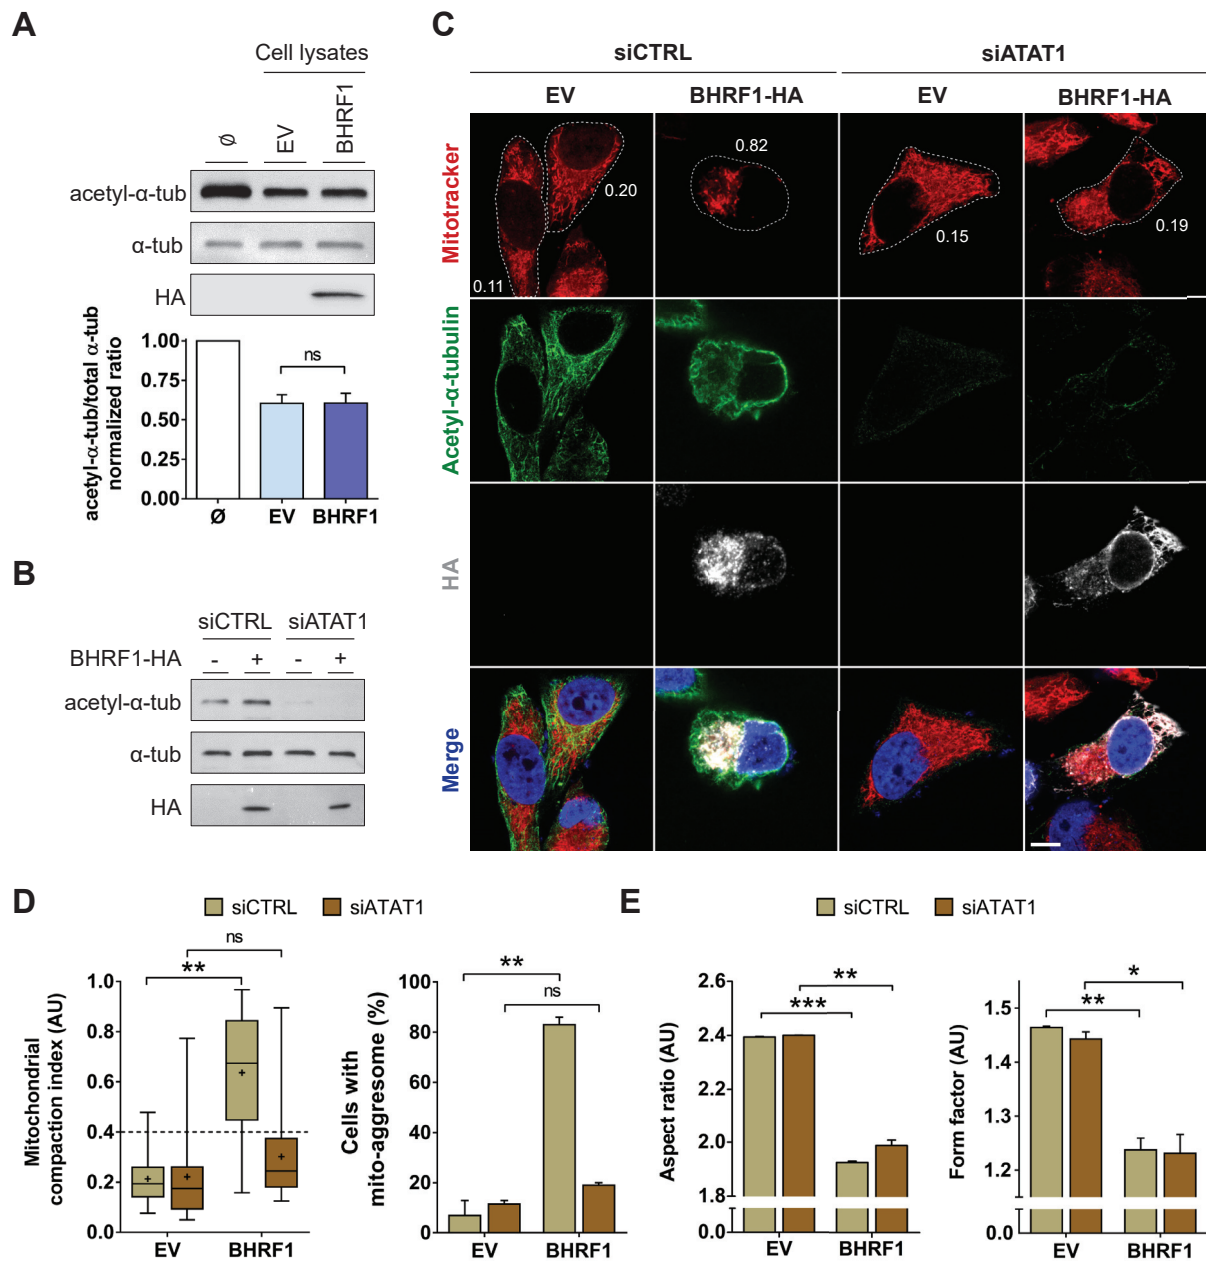 A
Cell lysates
Ø
EV
BHRF1
acetyl-α-tub
α-tub
HA
acetyl-α-tub/total α-tub
normalized ratio
1.00
0.75
0.50
0.25
0.00
ns
Ø
EV
BHRF1
B
siCTRL
siATAT1
BHRF1-HA
-
+
-
+
acetyl-α-tub
α-tub
HA
C
siCTRL
siATAT1
EV
BHRF1-HA
EV
BHRF1-HA
Mitotracker
0.11
0.20
0.82
0.15
0.19
Acetyl-α-tubulin
HA
Merge
D
siCTRL
siATAT1
Mitochondrial
compaction index (AU)
1.0
0.8
0.6
0.4
0.2
0.0
ns
**
EV
BHRF1
Cells with
mito-aggresome (%)
100
80
60
40
20
0
**
ns
EV
BHRF1
E
siCTRL
siATAT1
Aspect ratio (AU)
2.6
2.4
2.2
2.0
1.8
0.0
**
***
EV
BHRF1
Form factor (AU)
1.5
1.4
1.3
1.2
0.0
*
**
EV
BHRF1